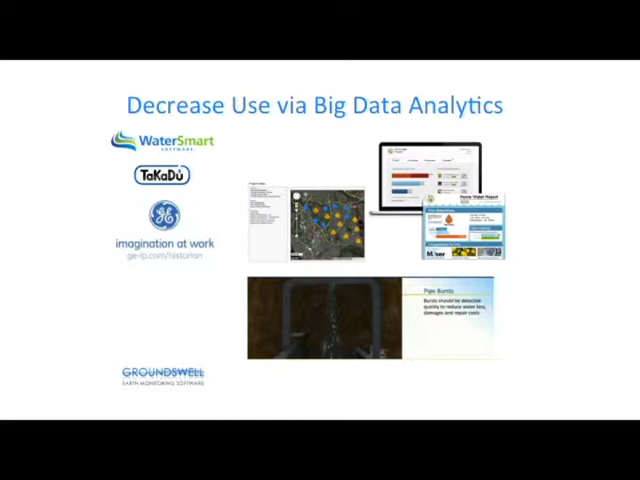 Decrease Use via Big Data Analytics
WaterSmart
SOFTWARE
TaKaDu
GE
imagination at work
ge-ip.com/historian
GROUNDSWELL
EARTH MONITORING SOFTWARE
Home Water Report
Pipe Bursts
Bursts should be detected
quickly to reduce water loss,
damages and repair costs